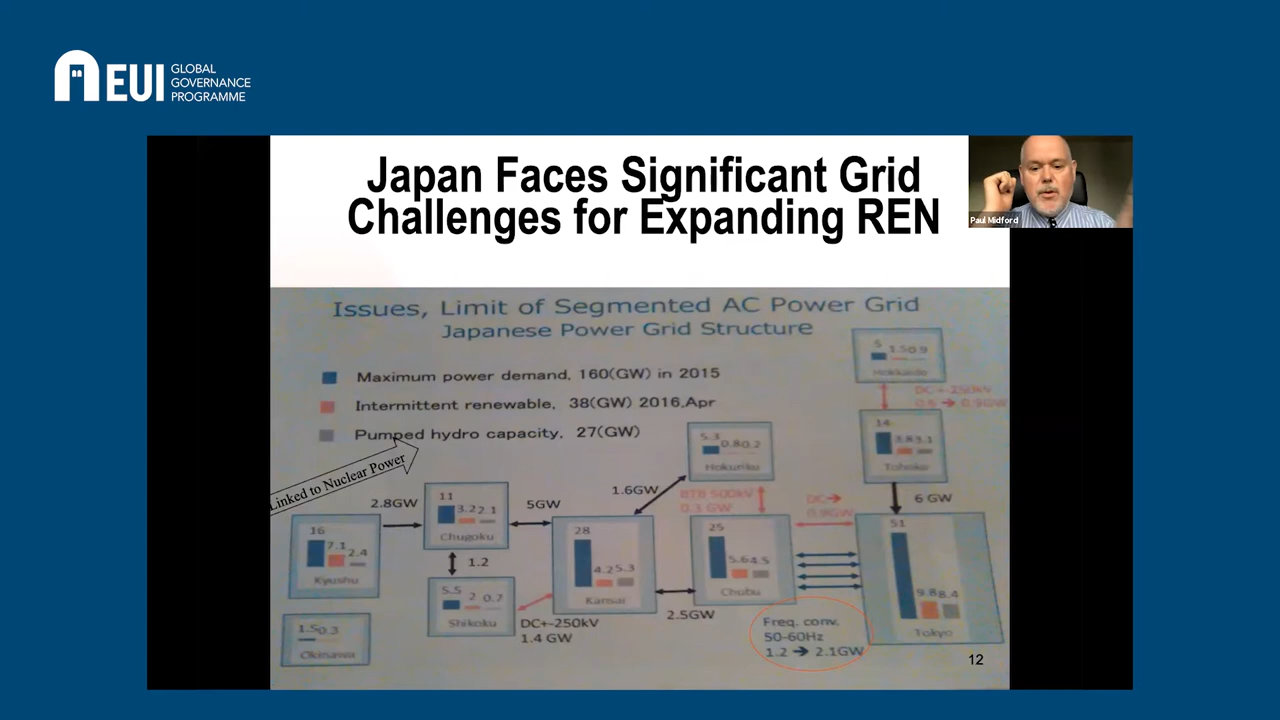 EUI
GLOBAL
GOVERNANCE
PROGRAMME
Japan Faces Significant Grid
Challenges for Expanding REN
Paul Midford
Issues, Limit of Segmented AC Power Grid
Japanese Power Grid Structure
Maximum power demand, 160(GW) in 2015
Intermittent renewable, 38(GW) 2016,Apr
Pumped hydro capacity, 27(GW)
Linked to Nuclear Power
5 1.5 0.9
Hokkaido
DC+-250kV
0.6 → 0.9GW
14 3.8 3.1
Tohoku
6 GW
5.3 0.8 0.2
Hokuriku
1.6GW
BTB 500kV
0.3 GW
DC→
0.9GW
2.8GW
11 3.2 2.1
Chugoku
5GW
16 7.1 2.4
Kyushu
1.2
28 4.2 5.3
Kansai
25 5.6 4.5
Chubu
51 9.8 8.4
Tokyo
5.5 2 0.7
Shikoku
DC+-250kV
1.4 GW
2.5GW
Freq. conv.
50-60Hz
1.2 → 2.1GW
1.5 0.3
Okinawa
12